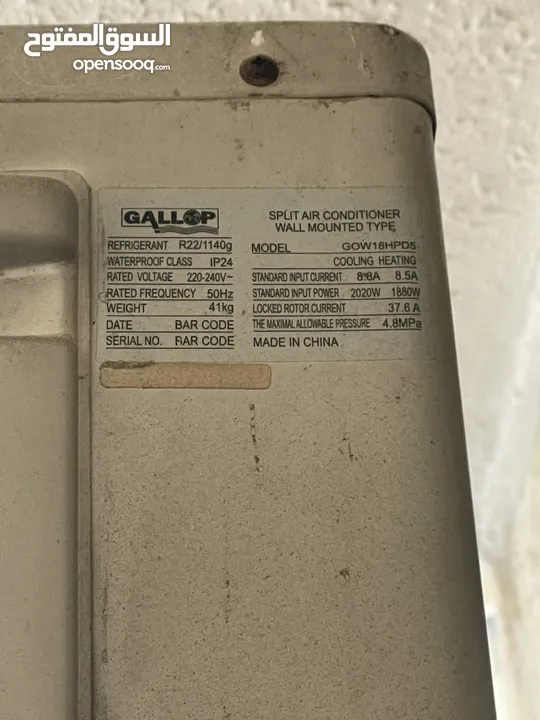 السوق المفتوح
opensooq.com
GALLOP
SPLIT AIR CONDITIONER
WALL MOUNTED TYPE
REFRIGERANT R22/1140g
WATERPROOF CLASS IP24
RATED VOLTAGE 220-240V~
RATED FREQUENCY 50Hz
WEIGHT 41kg
DATE BAR CODE
SERIAL NO. BAR CODE
MODEL GOW18HPD5
COOLING HEATING
STANDARD INPUT CURRENT 8.8A 8.5A
STANDARD INPUT POWER 2020W 1880W
LOCKED ROTOR CURRENT 37.6 A
THE MAXIMAL ALLOWABLE PRESSURE 4.8MPa
MADE IN CHINA